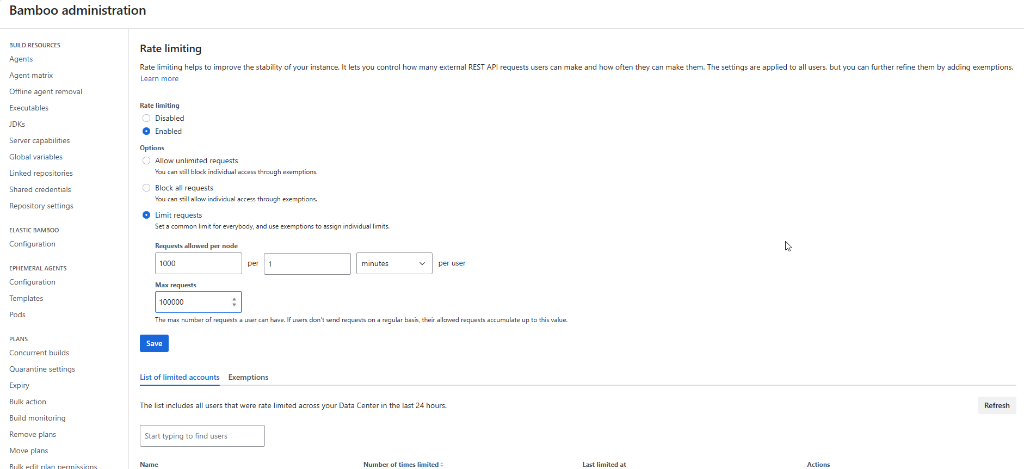 Bamboo administration
BUILD RESOURCES
Agents
Agent matrix
Offline agent removal
Executables
JDKs
Server capabilities
Global variables
Linked repositories
Shared credentials
Repository settings
ELASTIC BAMBOO
Configuration
EPHEMERAL AGENTS
Configuration
Templates
Pods
PLANS
Concurrent builds
Quarantine settings
Expiry
Bulk action
Build monitoring
Remove plans
Move plans
Bulk edit plan permissions
Rate limiting
Rate limiting helps to improve the stability of your instance. It lets you control how many external REST API requests users can make and how often they can make them. The settings are applied to all users, but you can further refine them by adding exemptions.
Learn more
Rate limiting
Disabled
Enabled
Options
Allow unlimited requests
You can still block individual access through exemptions.
Block all requests
You can still allow individual access through exemptions.
Limit requests
Set a common limit for everybody, and use exemptions to assign individual limits.
Requests allowed per node
1000 per 1 minutes per user
Max requests
100000
The max number of requests a user can have. If users don't send requests on a regular basis, their allowed requests accumulate up to this value.
Save
List of limited accounts Exemptions
The list includes all users that were rate limited across your Data Center in the last 24 hours.
Refresh
Start typing to find users
Name Number of times limited Last limited at Actions